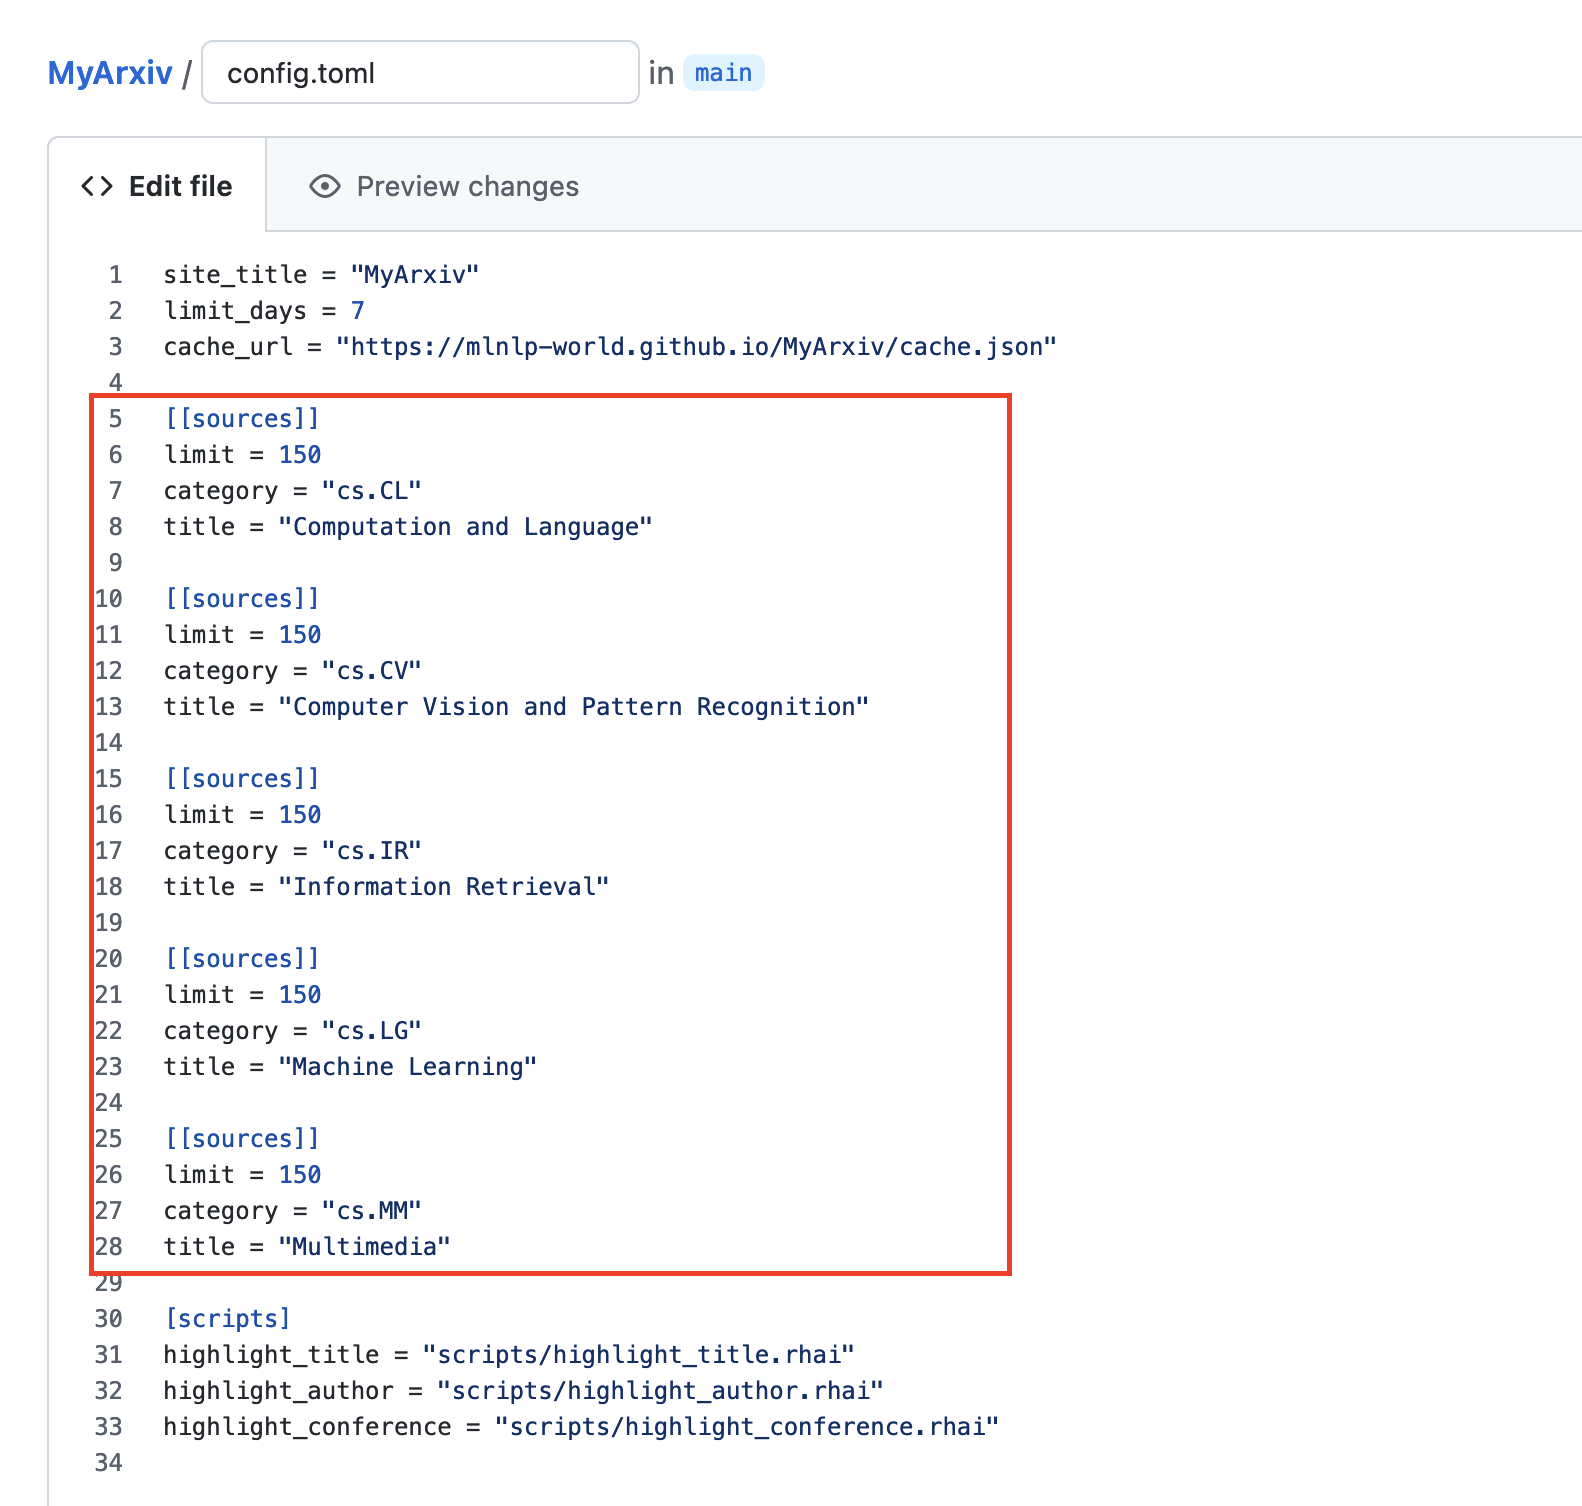 MyArxiv / config.toml in main
<> Edit file Preview changes
1 site_title = "MyArxiv"
2 limit_days = 7
3 cache_url = "https://mlnlp-world.github.io/MyArxiv/cache.json"
4
5 [[sources]]
6 limit = 150
7 category = "cs.CL"
8 title = "Computation and Language"
9
10 [[sources]]
11 limit = 150
12 category = "cs.CV"
13 title = "Computer Vision and Pattern Recognition"
14
15 [[sources]]
16 limit = 150
17 category = "cs.IR"
18 title = "Information Retrieval"
19
20 [[sources]]
21 limit = 150
22 category = "cs.LG"
23 title = "Machine Learning"
24
25 [[sources]]
26 limit = 150
27 category = "cs.MM"
28 title = "Multimedia"
29
30 [scripts]
31 highlight_title = "scripts/highlight_title.rhai"
32 highlight_author = "scripts/highlight_author.rhai"
33 highlight_conference = "scripts/highlight_conference.rhai"
34